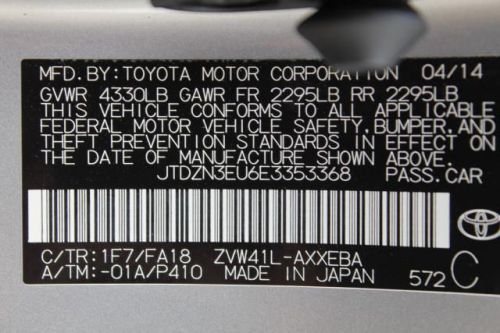 MFD.BY:TOYOTA MOTOR CORPORATION 04/14
GVWR 4330LB GAWR FR 2295LB RR 2295LB
THIS VEHICLE CONFORMS TO ALL APPLICABLE
FEDERAL MOTOR VEHICLE SAFETY,BUMPER,AND
THEFT PREVENTION STANDARDS IN EFFECT ON
THE DATE OF MANUFACTURE SHOWN ABOVE.
JTDZN3EU6E3353368 PASS.CAR
C/TR:1F7/FA18 ZVW41L-AXXEBA
A/TM:-01A/P410 MADE IN JAPAN 572 C